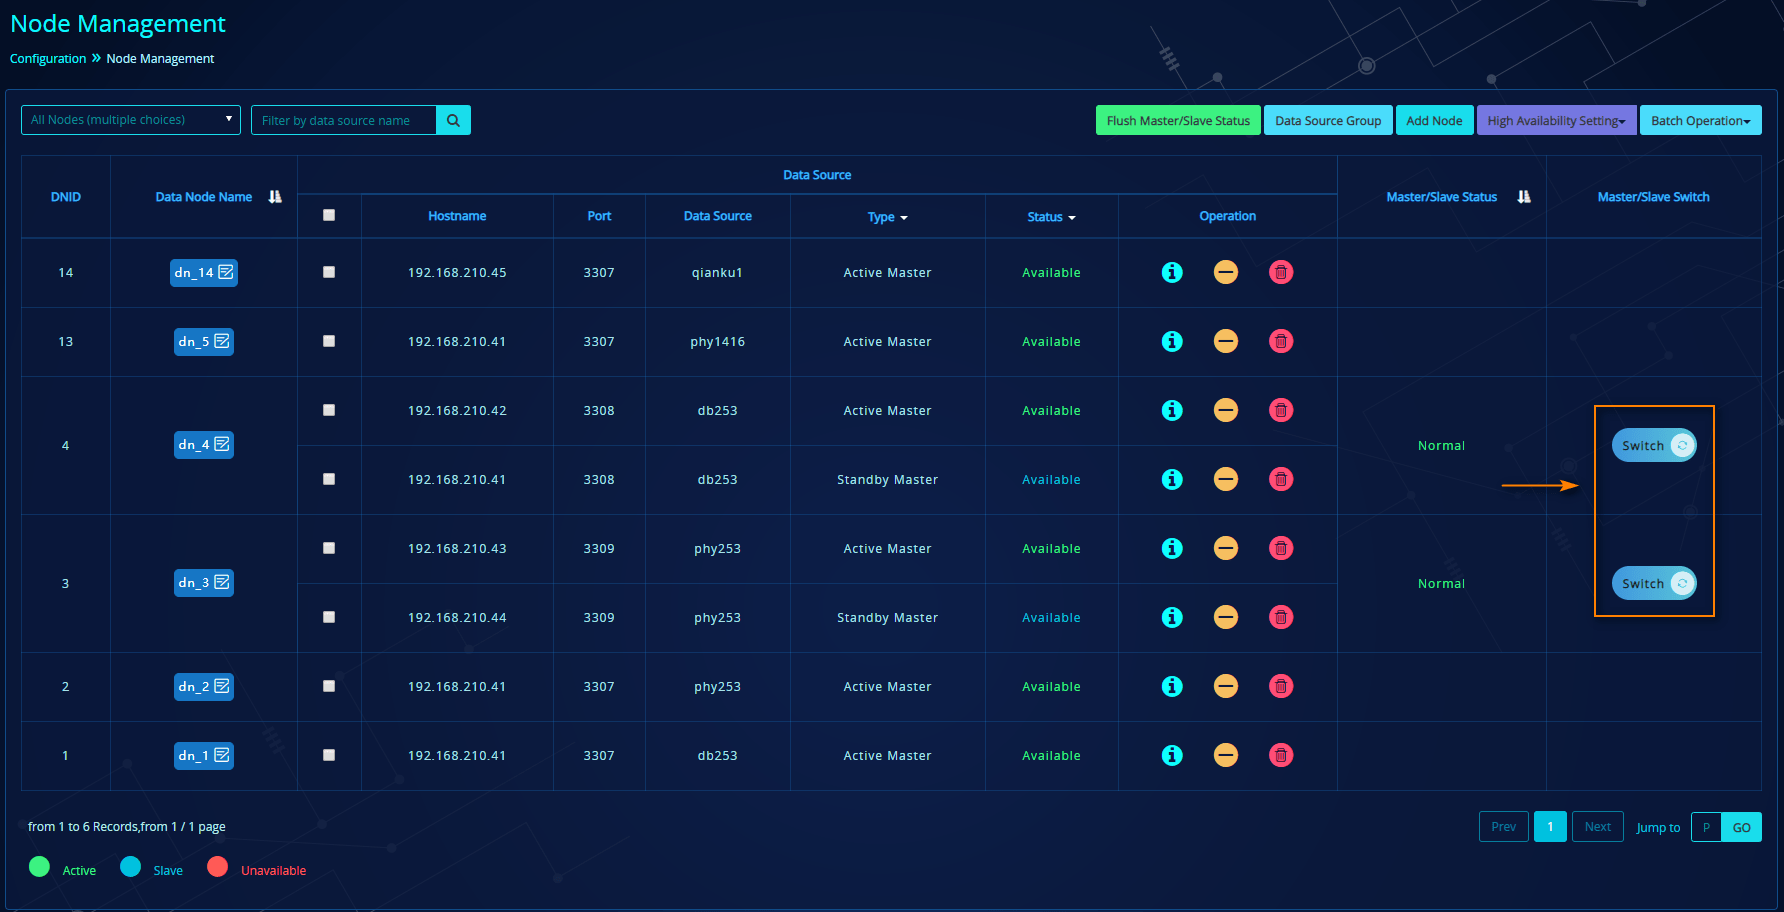 Node Management
Configuration » Node Management
All Nodes (multiple choices) Filter by data source name Flush Master/Slave Status Data Source Group Add Node High Availability Setting Batch Operation
DNID Data Node Name Data Source Master/Slave Status Master/Slave Switch
Hostname Port Data Source Type Status Operation
14 dn_14 192.168.210.45 3307 qianku1 Active Master Available
13 dn_5 192.168.210.41 3307 phy1416 Active Master Available
192.168.210.42 3308 db253 Active Master Available
4 dn_4 Normal Switch
192.168.210.41 3308 db253 Standby Master Available
192.168.210.43 3309 phy253 Active Master Available
3 dn_3 Normal Switch
192.168.210.44 3309 phy253 Standby Master Available
2 dn_2 192.168.210.41 3307 phy253 Active Master Available
1 dn_1 192.168.210.41 3307 db253 Active Master Available
from 1 to 6 Records,from 1 / 1 page Prev 1 Next Jump to P GO
Active Slave Unavailable